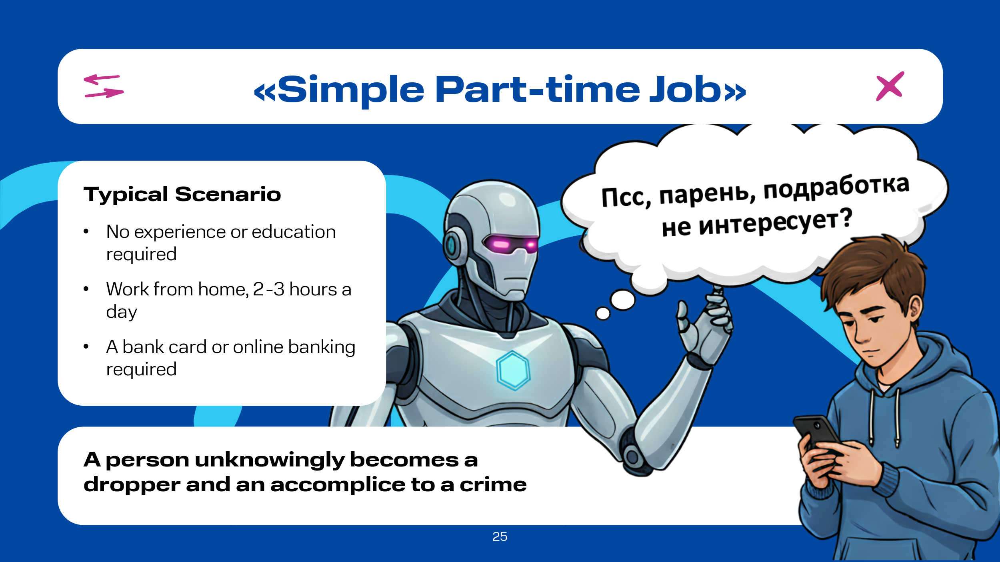 «Simple Part-time Job»
Typical Scenario
• No experience or education
required
• Work from home, 2-3 hours a
day
• A bank card or online banking
required
Псс, парень, подработка
не интересует?
A person unknowingly becomes a
dropper and an accomplice to a crime
25